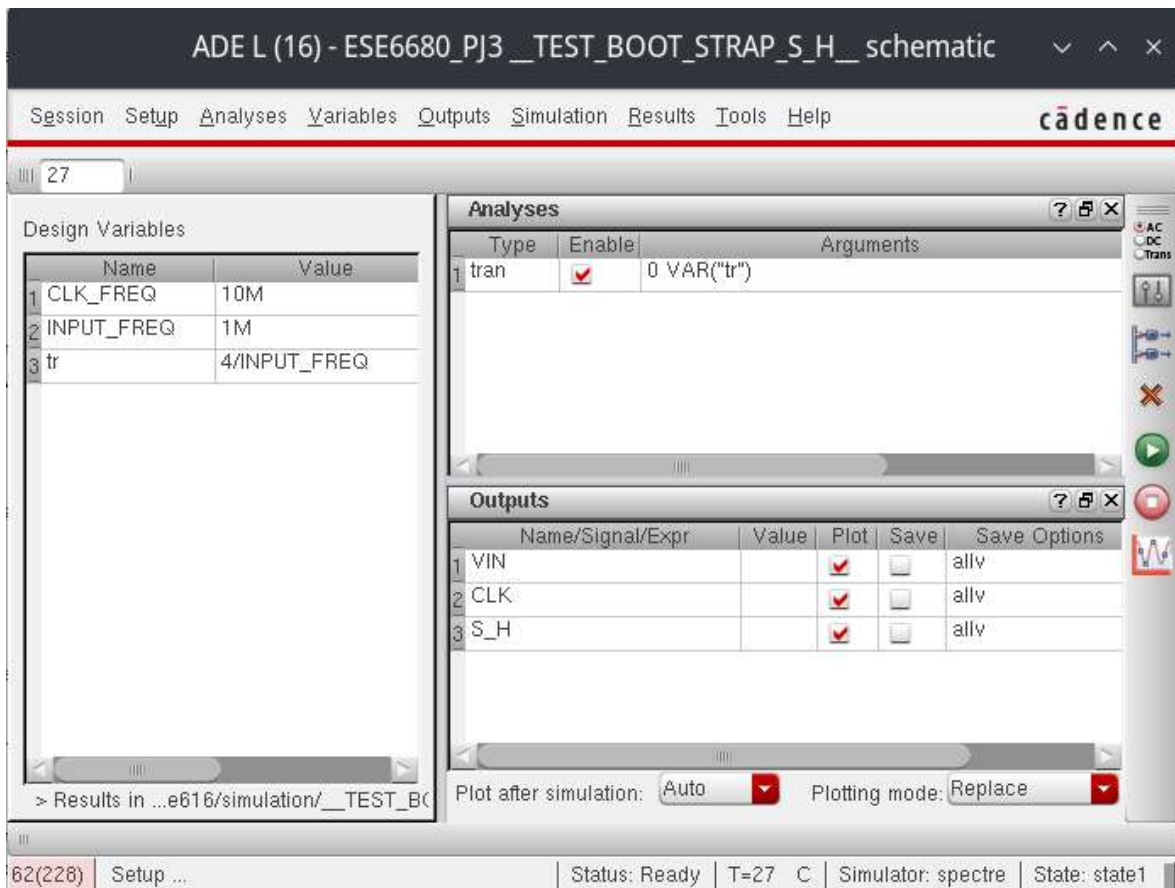 ADE L (16) - ESE6680_PJ3 __TEST_BOOT_STRAP_S_H__ schematic
Session Setup Analyses Variables Outputs Simulation Results Tools Help
cādence
27
Design Variables
Name Value
1 CLK_FREQ 10M
2 INPUT_FREQ 1M
3 tr 4/INPUT_FREQ
> Results in ...e616/simulation/__TEST_BO
Analyses
Type Enable Arguments
1 tran 0 VAR("tr")
Outputs
Name/Signal/Expr Value Plot Save Save Options
1 VIN allv
2 CLK allv
3 S_H allv
Plot after simulation: Auto Plotting mode: Replace
AC
DC
Trans
62(228) Setup ... Status: Ready T=27 C Simulator: spectre State: state1